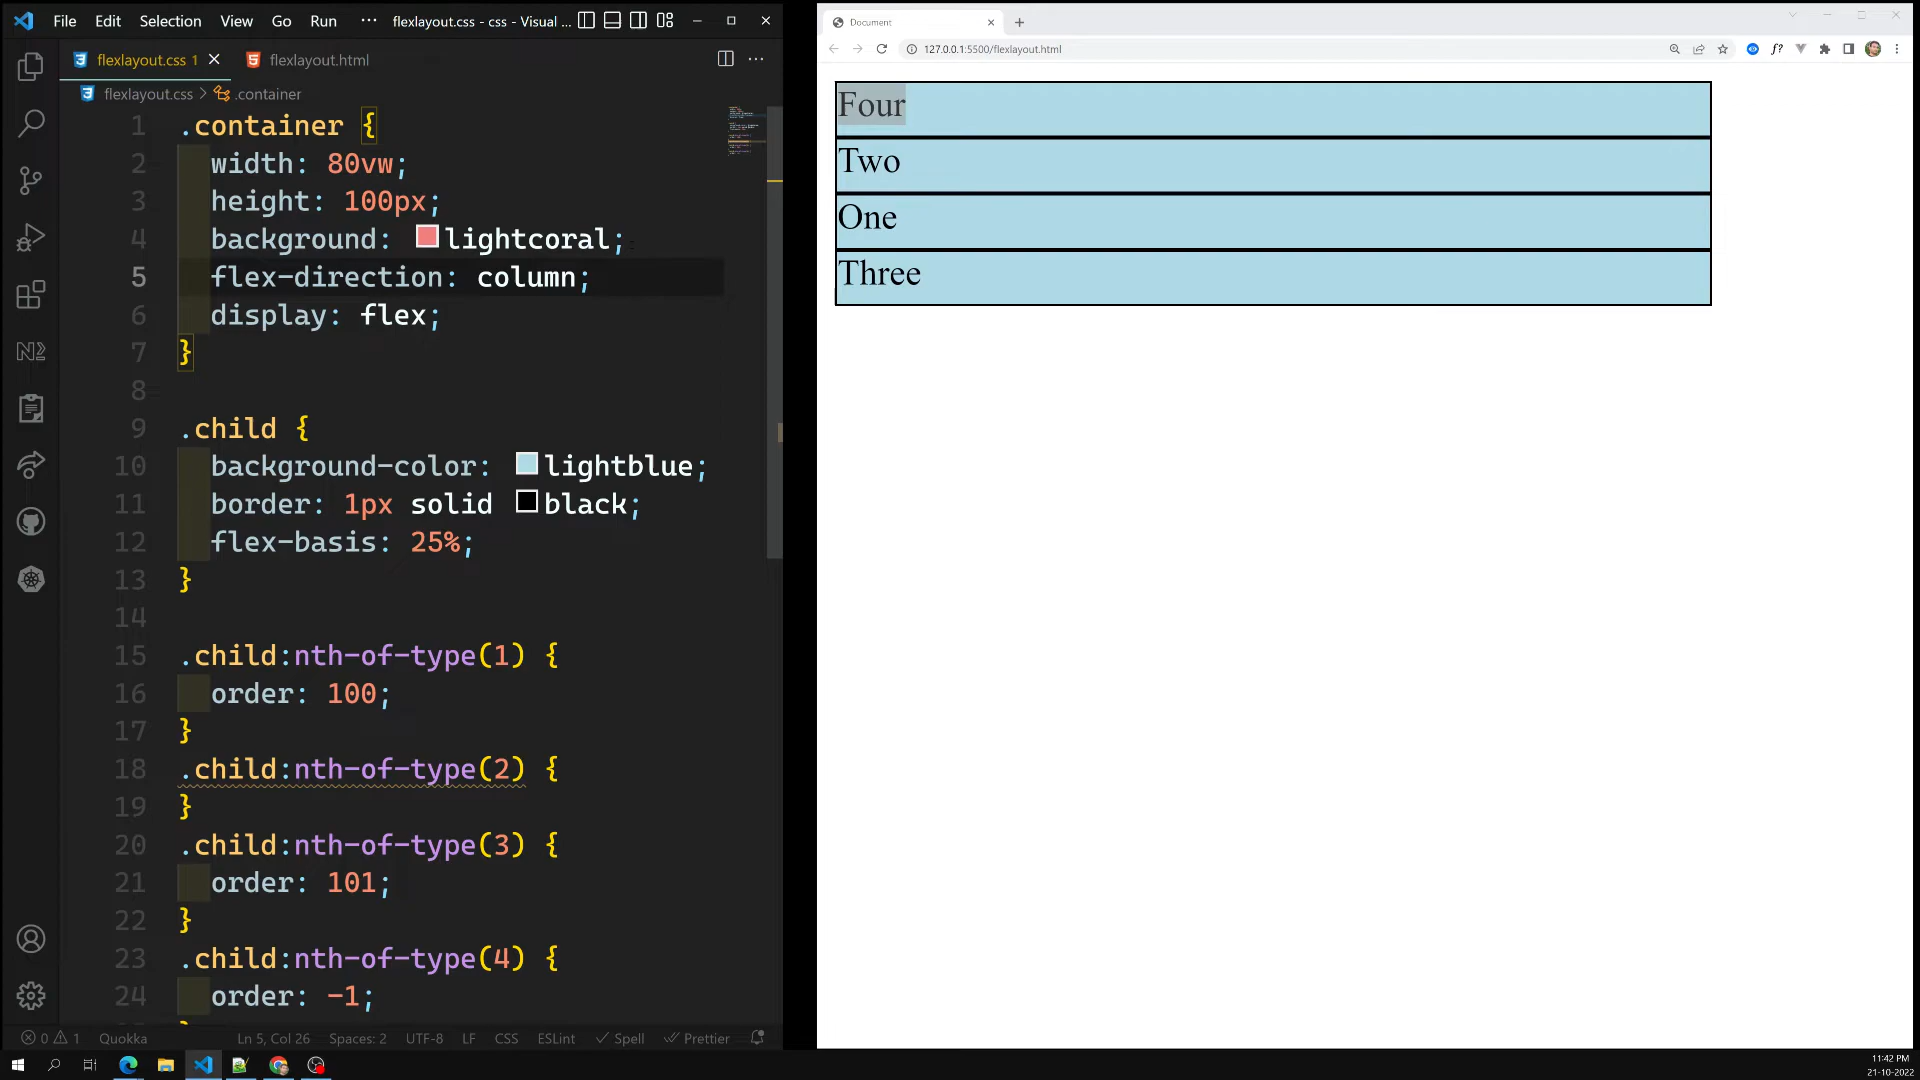 File Edit Selection View Go Run ··· flexlayout.css - css - Visual ...
flexlayout.css 1 flexlayout.html
flexlayout.css > .container
1 .container {
2 width: 80vw;
3 height: 100px;
4 background: lightcoral;
5 flex-direction: column;
6 display: flex;
7 }
8
9 .child {
10 background-color: lightblue;
11 border: 1px solid black;
12 flex-basis: 25%;
13 }
14
15 .child:nth-of-type(1) {
16 order: 100;
17 }
18 .child:nth-of-type(2) {
19 }
20 .child:nth-of-type(3) {
21 order: 101;
22 }
23 .child:nth-of-type(4) {
24 order: -1;
0 1 Quokka Ln 5, Col 26 Spaces: 2 UTF-8 LF CSS ESLint Spell Prettier
Document
127.0.0.1:5500/flexlayout.html
f?
Four
Two
One
Three
11:42 PM
21-10-2022